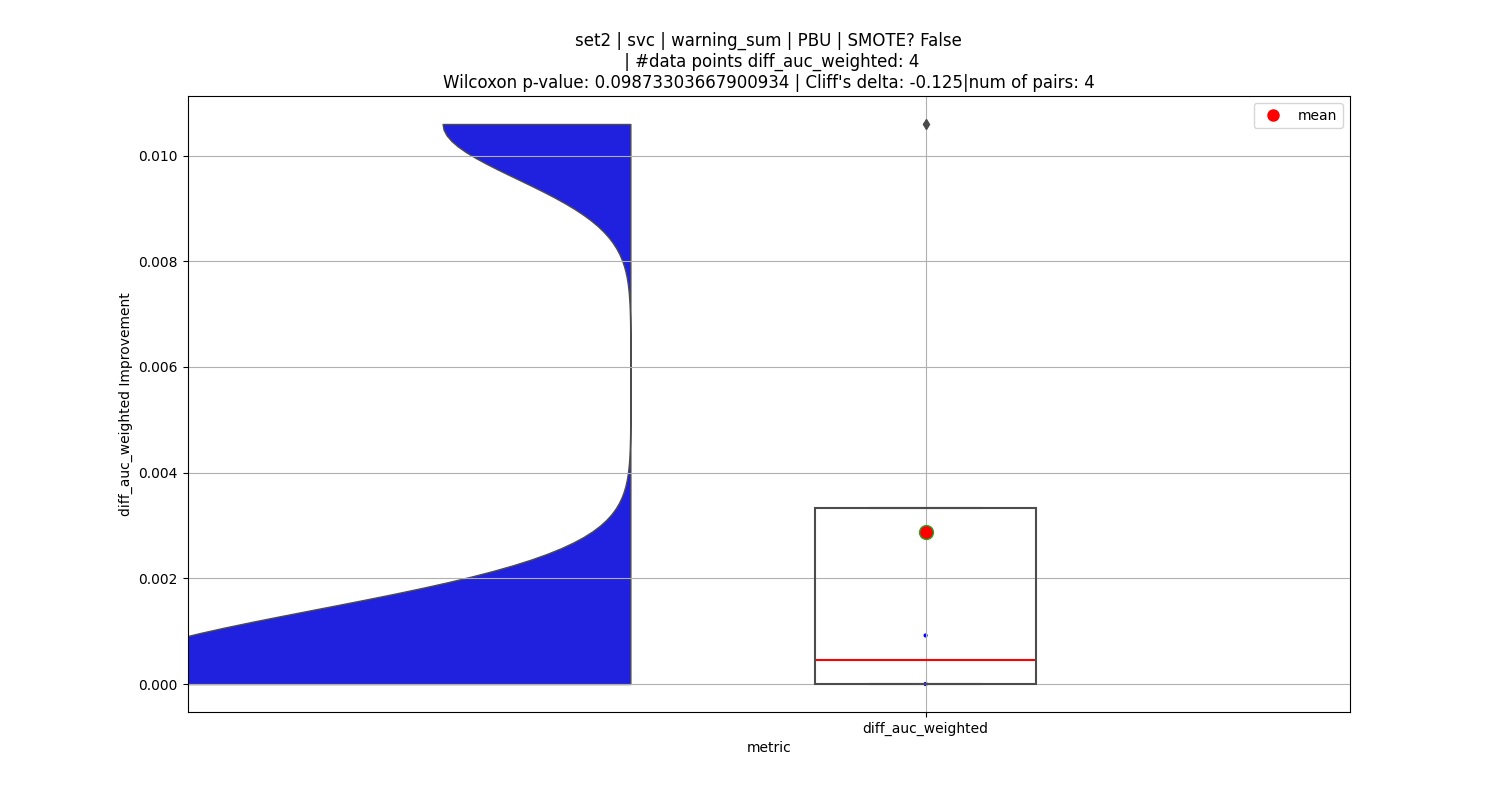 set2 | svc | warning_sum | PBU | SMOTE? False
| #data points diff_auc_weighted: 4
Wilcoxon p-value: 0.09873303667900934 | Cliff's delta: -0.125|num of pairs: 4
mean
0.010
0.008
0.006
0.004
0.002
0.000
diff_auc_weighted Improvement
diff_auc_weighted
metric